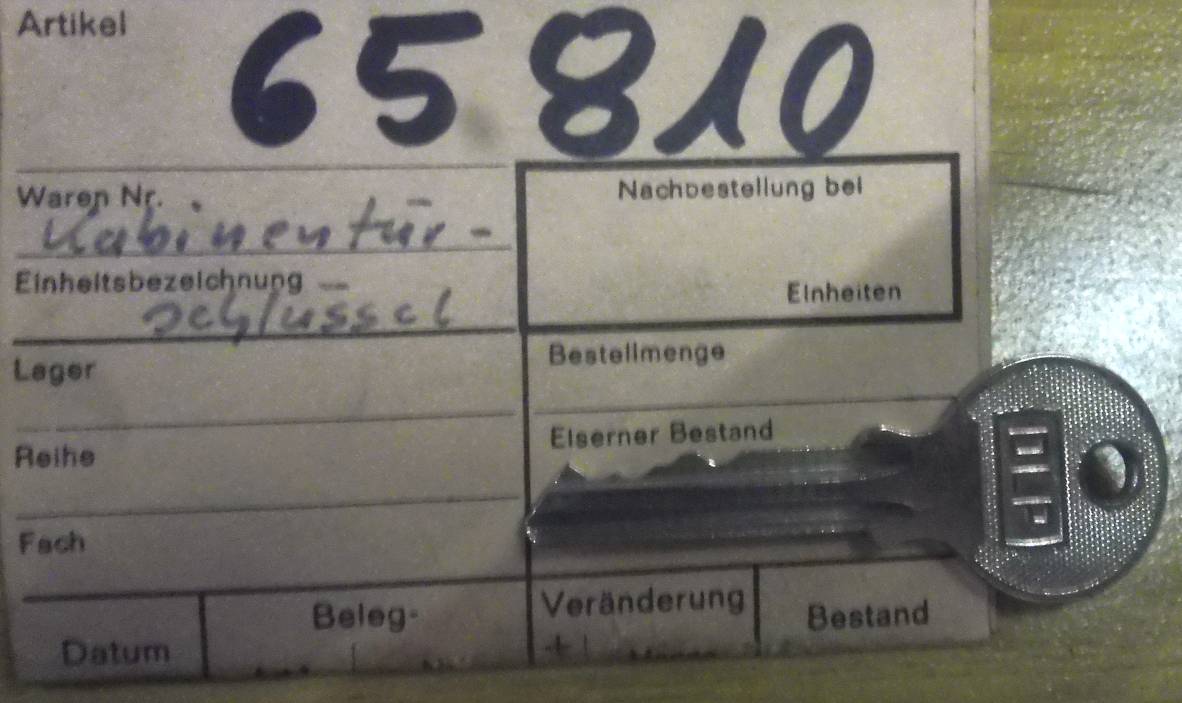 Artikel
65810
Waren Nr.
Kabinentür-
Einheitsbezeichnung
schlüssel
Nachbestellung bei
Einheiten
Lager
Bestellmenge
Reihe
Eiserner Bestand
Fach
Datum
Beleg-
Veränderung
+
Bestand
DLP